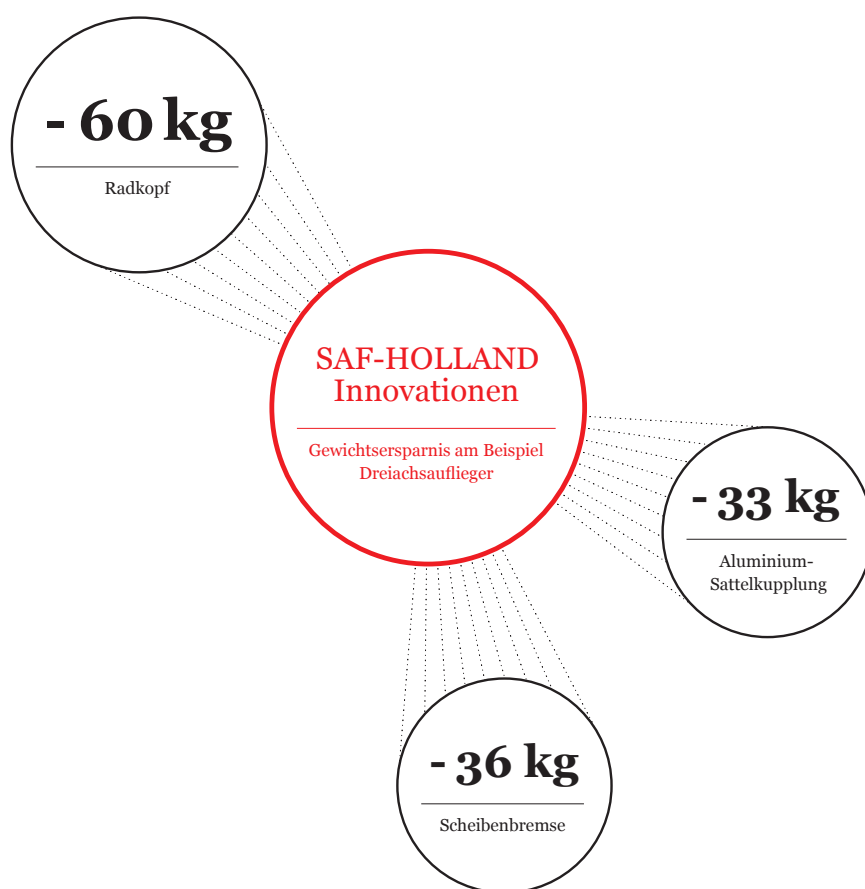 - 60 kg
Radkopf
SAF-HOLLAND
Innovationen
Gewichtsersparnis am Beispiel
Dreiachsauflieger
- 33 kg
Aluminium-
Sattelkupplung
- 36 kg
Scheibenbremse